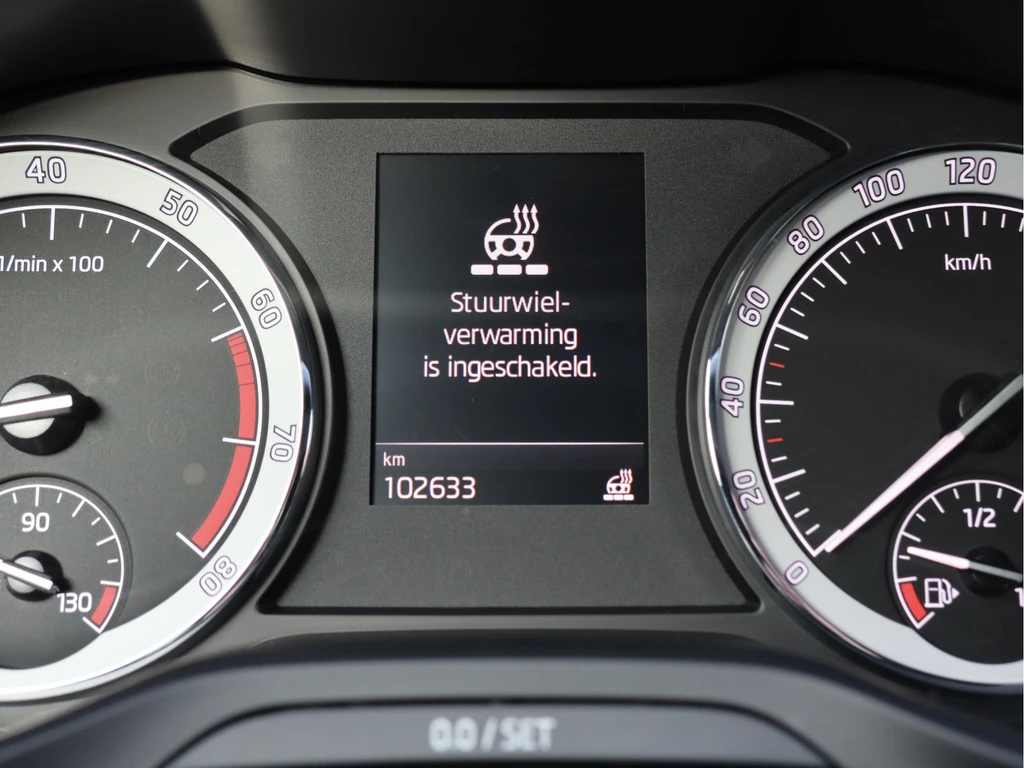 40
50
60
70
80
1/min x 100
90
130
Stuurwiel-
verwarming
is ingeschakeld.
km
102633
0
20
40
60
80
100
120
km/h
1/2
0.0 / SET